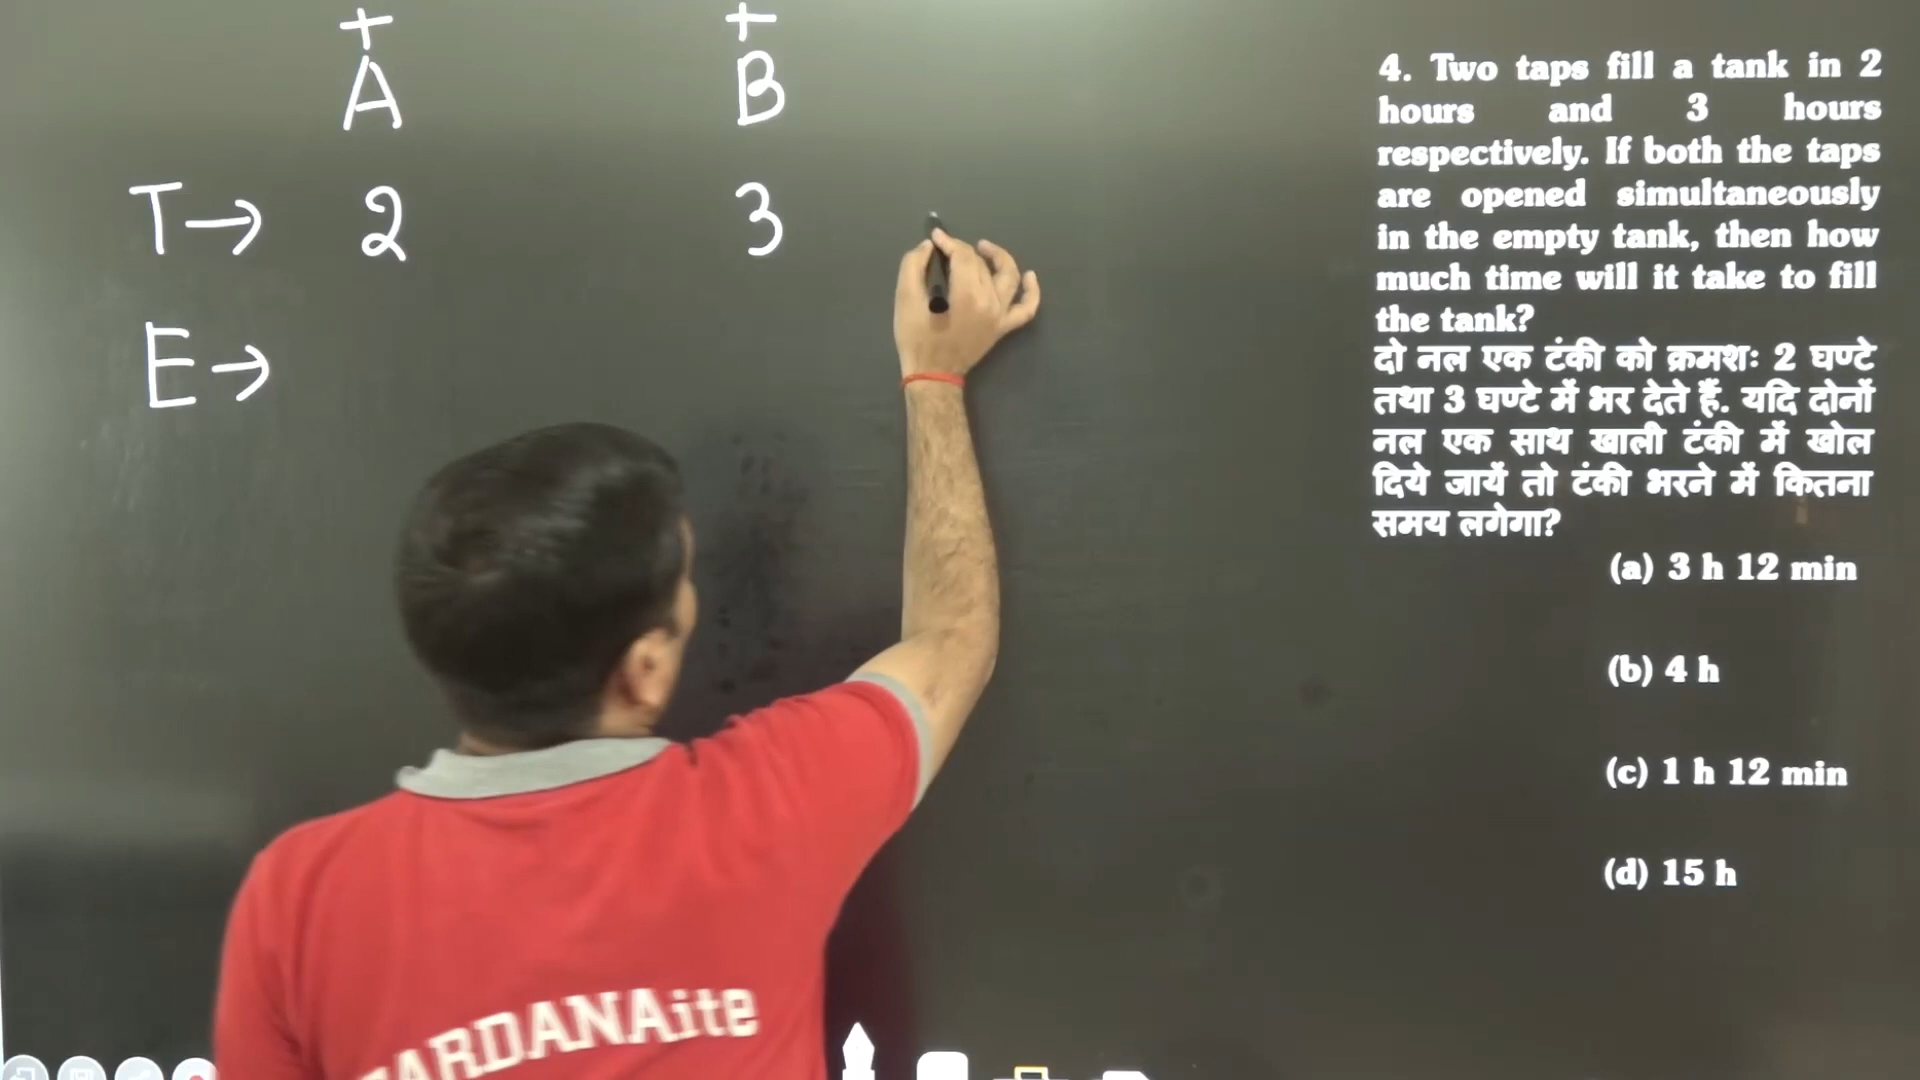 + +
A B
T→ 2 3
E→
4. Two taps fill a tank in 2
hours and 3 hours
respectively. If both the taps
are opened simultaneously
in the empty tank, then how
much time will it take to fill
the tank?
दो नल एक टंकी को क्रमशः 2 घण्टे
तथा 3 घण्टे में भर देते हैं. यदि दोनों
नल एक साथ खाली टंकी में खोल
दिये जायें तो टंकी भरने में कितना
समय लगेगा?
(a) 3 h 12 min
(b) 4 h
(c) 1 h 12 min
(d) 15 h
ARDANAite